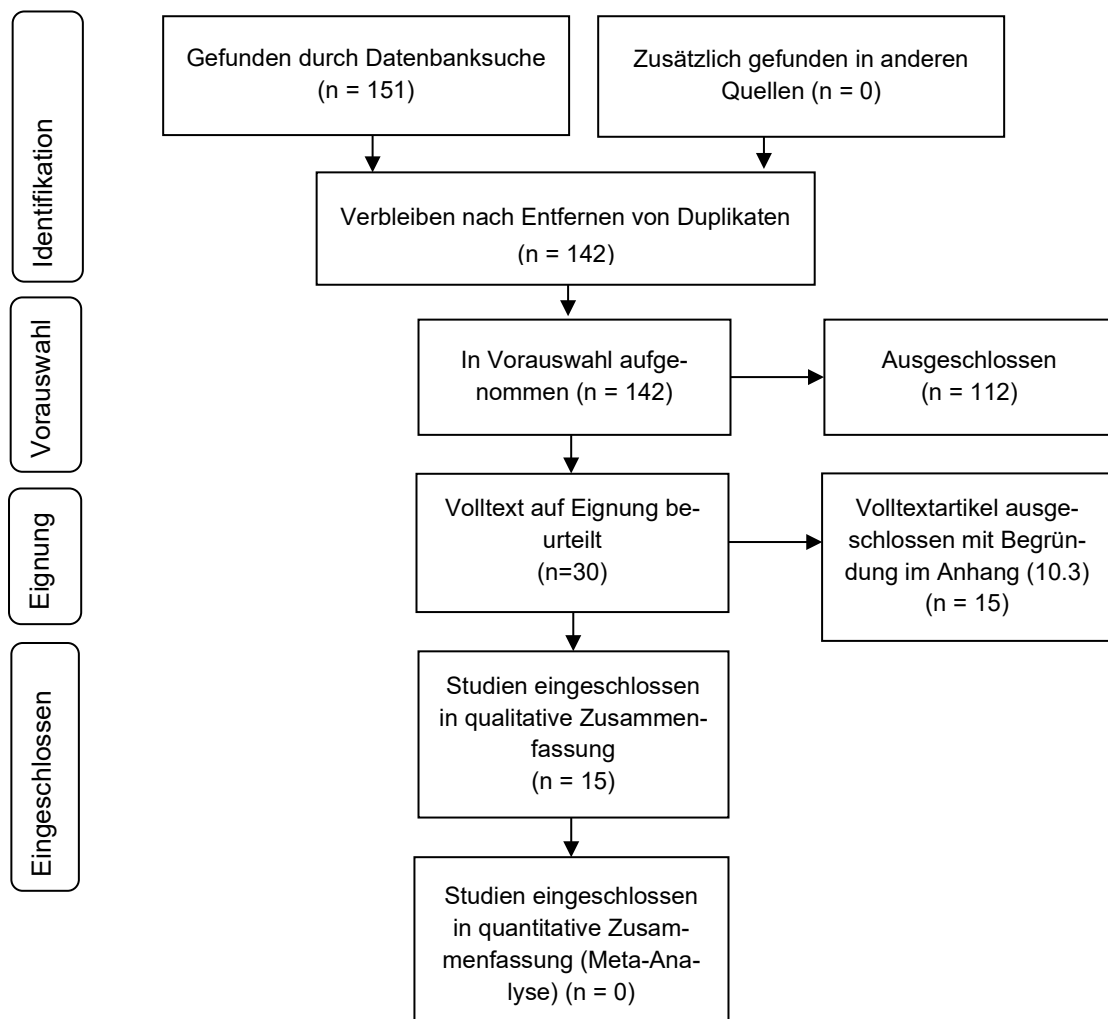 Identifikation
Gefunden durch Datenbanksuche
(n = 151)
Zusätzlich gefunden in anderen
Quellen (n = 0)
Verbleiben nach Entfernen von Duplikaten
(n = 142)
Vorauswahl
In Vorauswahl aufge-
nommen (n = 142)
Ausgeschlossen
(n = 112)
Eignung
Volltext auf Eignung be-
urteilt
(n=30)
Volltextartikel ausge-
schlossen mit Begrün-
dung im Anhang (10.3)
(n = 15)
Eingeschlossen
Studien eingeschlossen
in qualitative Zusammen-
fassung
(n = 15)
Studien eingeschlossen
in quantitative Zusam-
menfassung (Meta-Ana-
lyse) (n = 0)